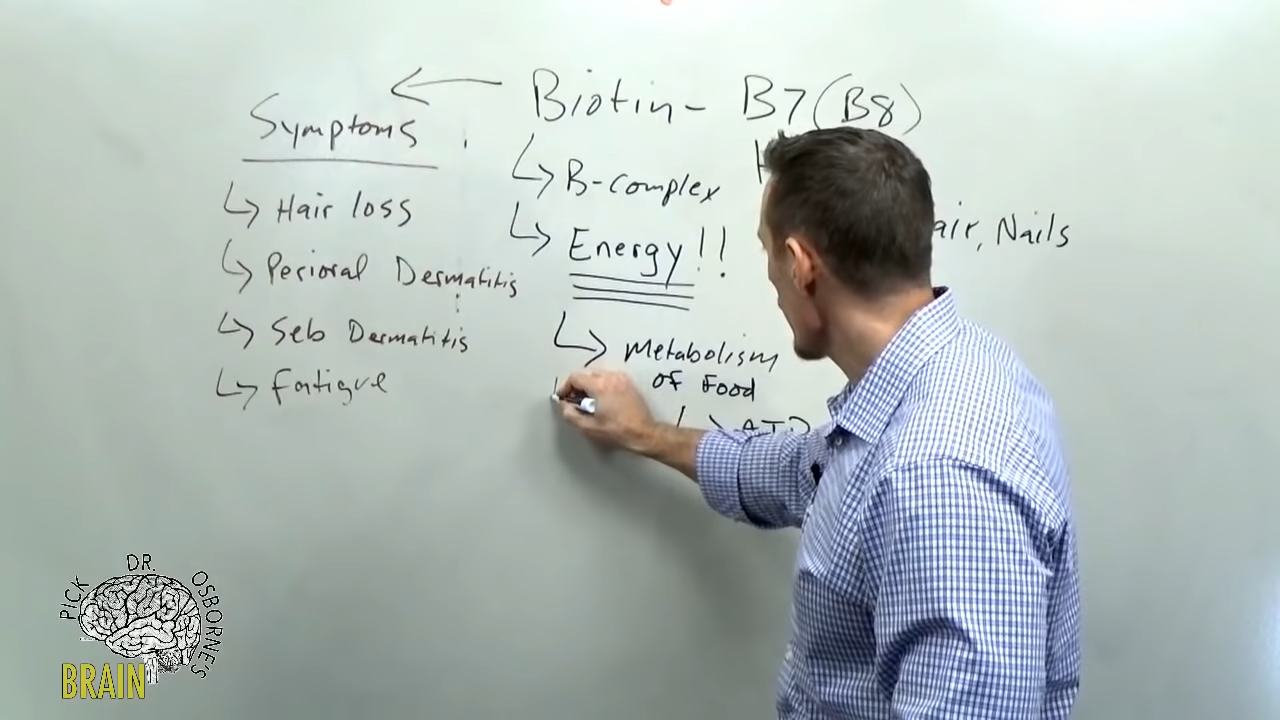 Biotin - B7 (B8)
Symptoms
Hair loss
Perioral Dermatitis
Seb Dermatitis
Fatigue
B-complex
Energy!!
Metabolism
of Food
Nails
PICK DR. OSBORNE'S
BRAIN